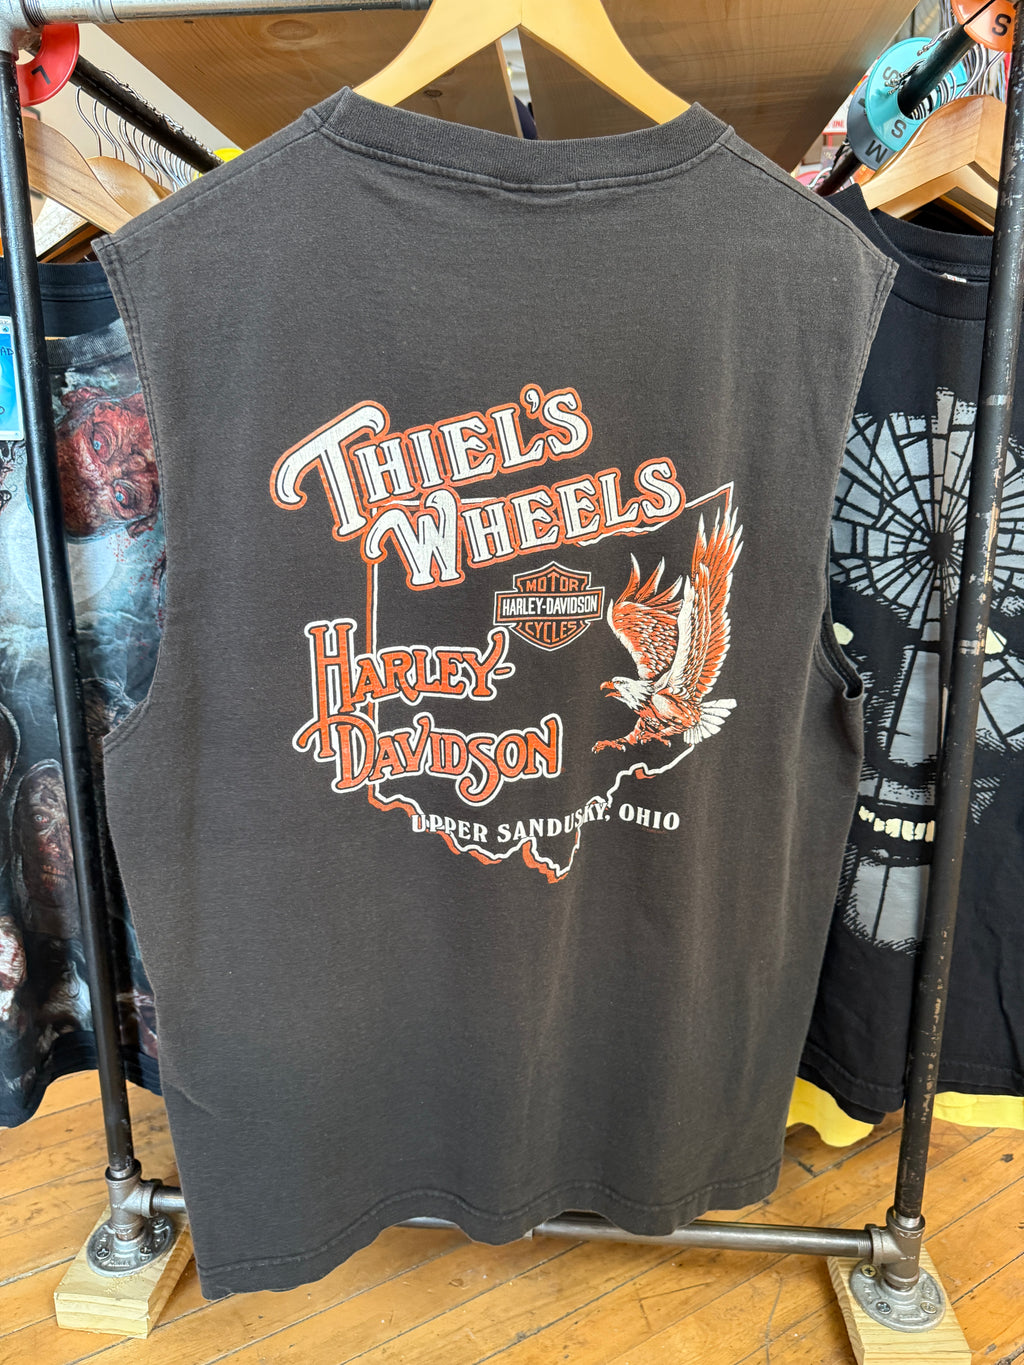 THIEL'S
WHEELS
MOTOR
HARLEY-DAVIDSON
CYCLES
HARLEY-
DAVIDSON
UPPER SANDUSKY, OHIO
L
S
M
S